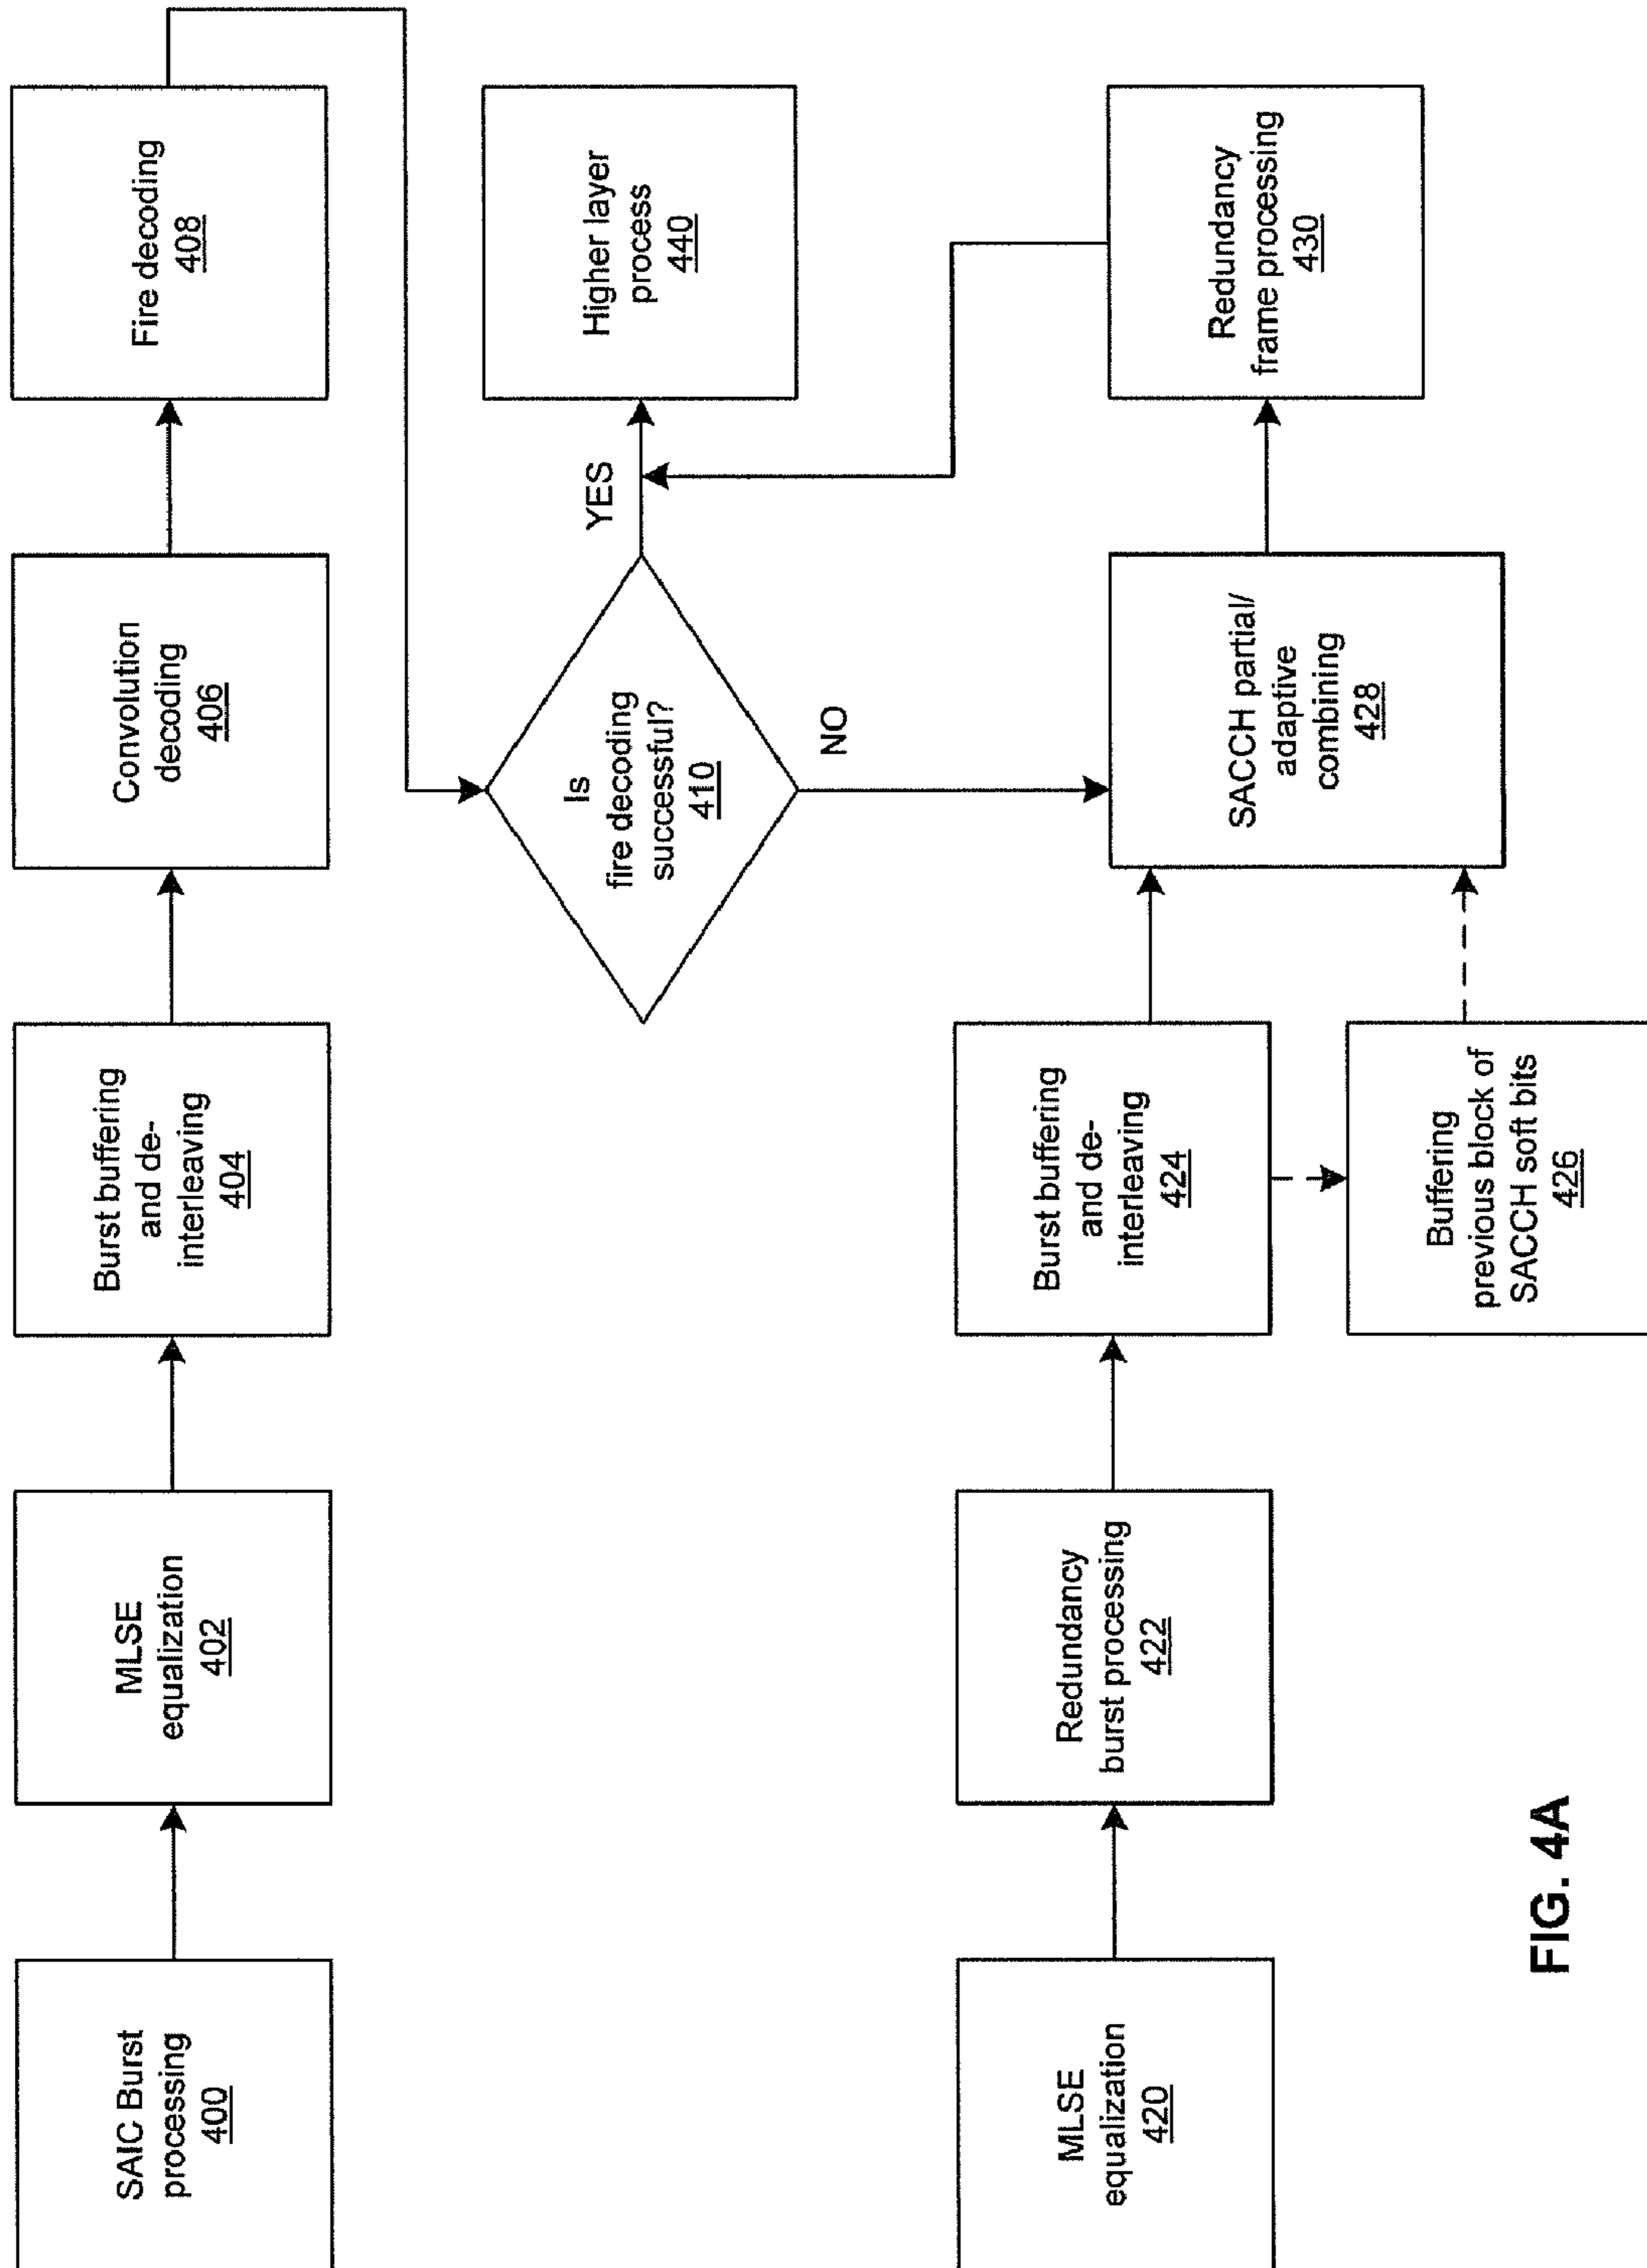 SAIC Burst
processing
400
MLSE
equalization
402
Burst buffering
and de-
interleaving
404
Convolution
decoding
406
Fire decoding
408
Is
fire decoding
successful?
410
YES
NO
Higher layer
process
440
MLSE
equalization
420
Redundancy
burst processing
422
Burst buffering
and de-
interleaving
424
Buffering
previous block of
SACCH soft bits
426
SACCH partial/
adaptive
combining
428
Redundancy
frame processing
430
FIG. 4A